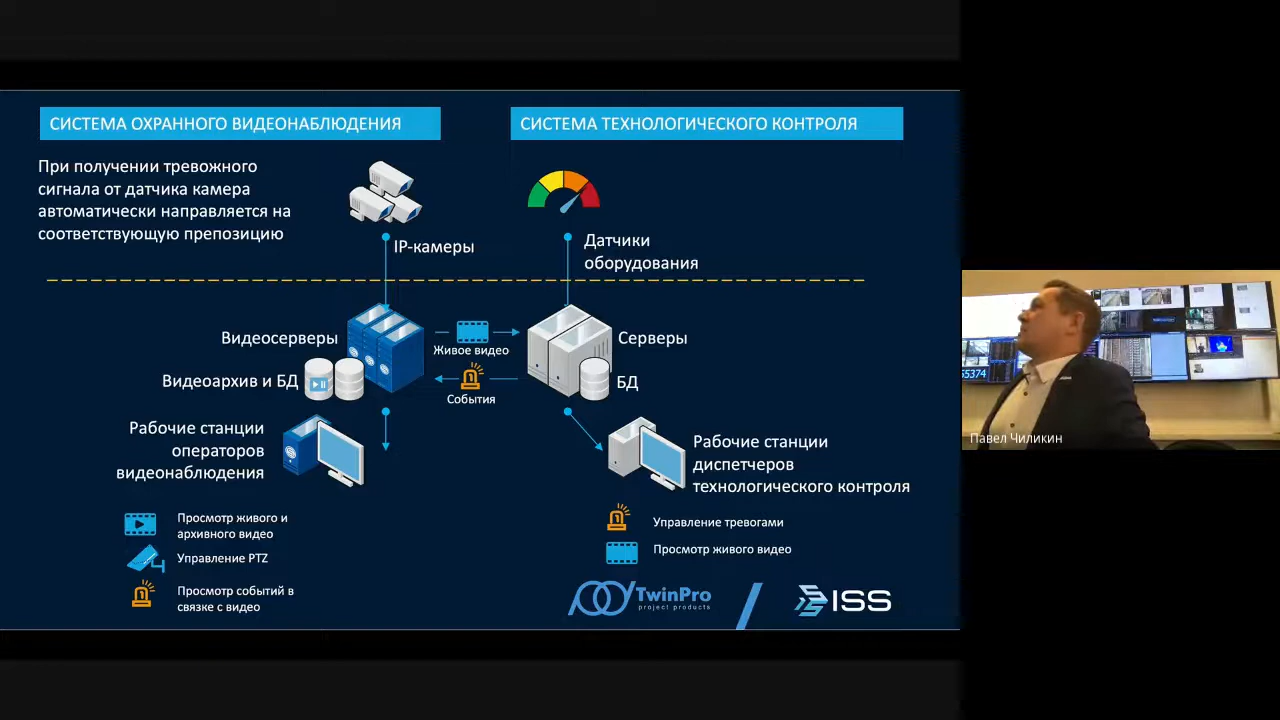 СИСТЕМА ОХРАННОГО ВИДЕОНАБЛЮДЕНИЯ
СИСТЕМА ТЕХНОЛОГИЧЕСКОГО КОНТРОЛЯ
При получении тревожного
сигнала от датчика камера
автоматически направляется на
соответствующую препозицию
IP-камеры
Датчики
оборудования
Видеосерверы
Живое видео
Серверы
Видеоархив и БД
События
БД
Рабочие станции
операторов
видеонаблюдения
Рабочие станции
диспетчеров
технологического контроля
Просмотр живого и
архивного видео
Управление PTZ
Просмотр событий в
связке с видео
Управление тревогами
Просмотр живого видео
TwinPro
project products
ISS
55374
Павел Чиликин